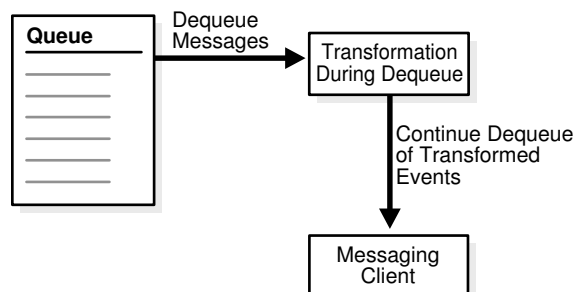 Queue
Dequeue
Messages
Transformation
During Dequeue
Continue Dequeue
of Transformed
Events
Messaging
Client